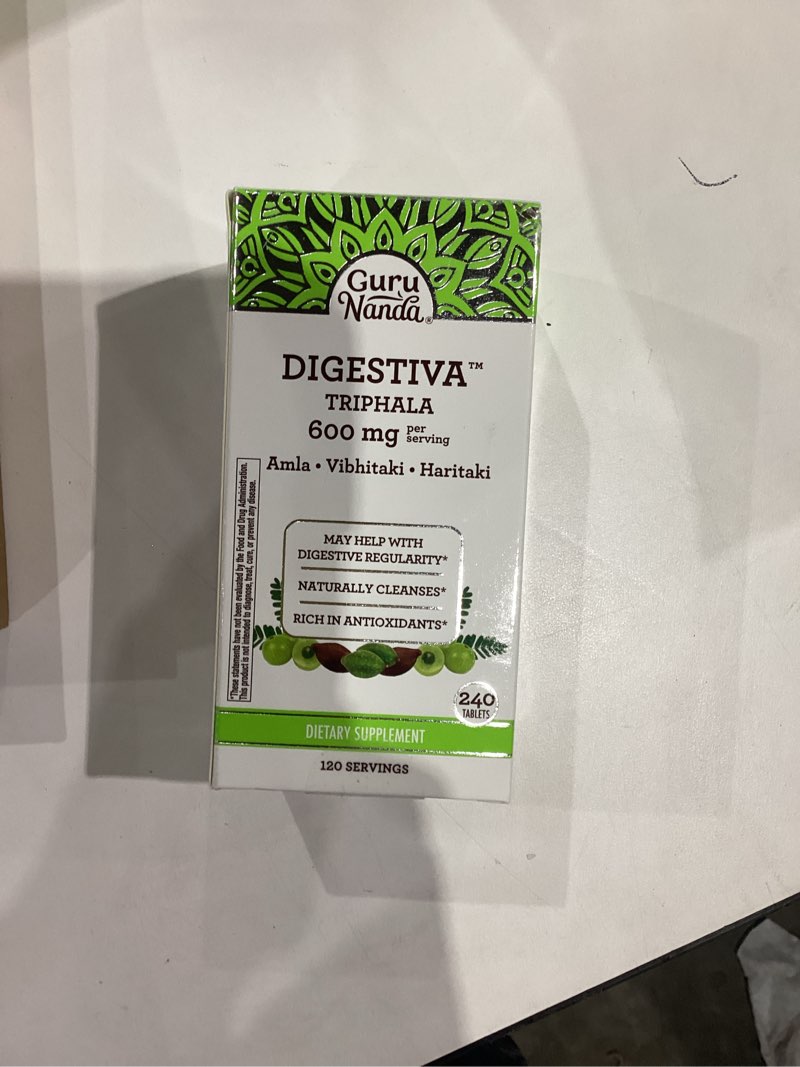 Guru
Nanda®
DIGESTIVA™
TRIPHALA
600 mg per serving
Amla • Vibhitaki • Haritaki
MAY HELP WITH
DIGESTIVE REGULARITY*
NATURALLY CLEANSES*
RICH IN ANTIOXIDANTS*
*These statements have not been evaluated by the Food and Drug Administration.
This product is not intended to diagnose, treat, cure, or prevent any disease.
240
TABLETS
DIETARY SUPPLEMENT
120 SERVINGS